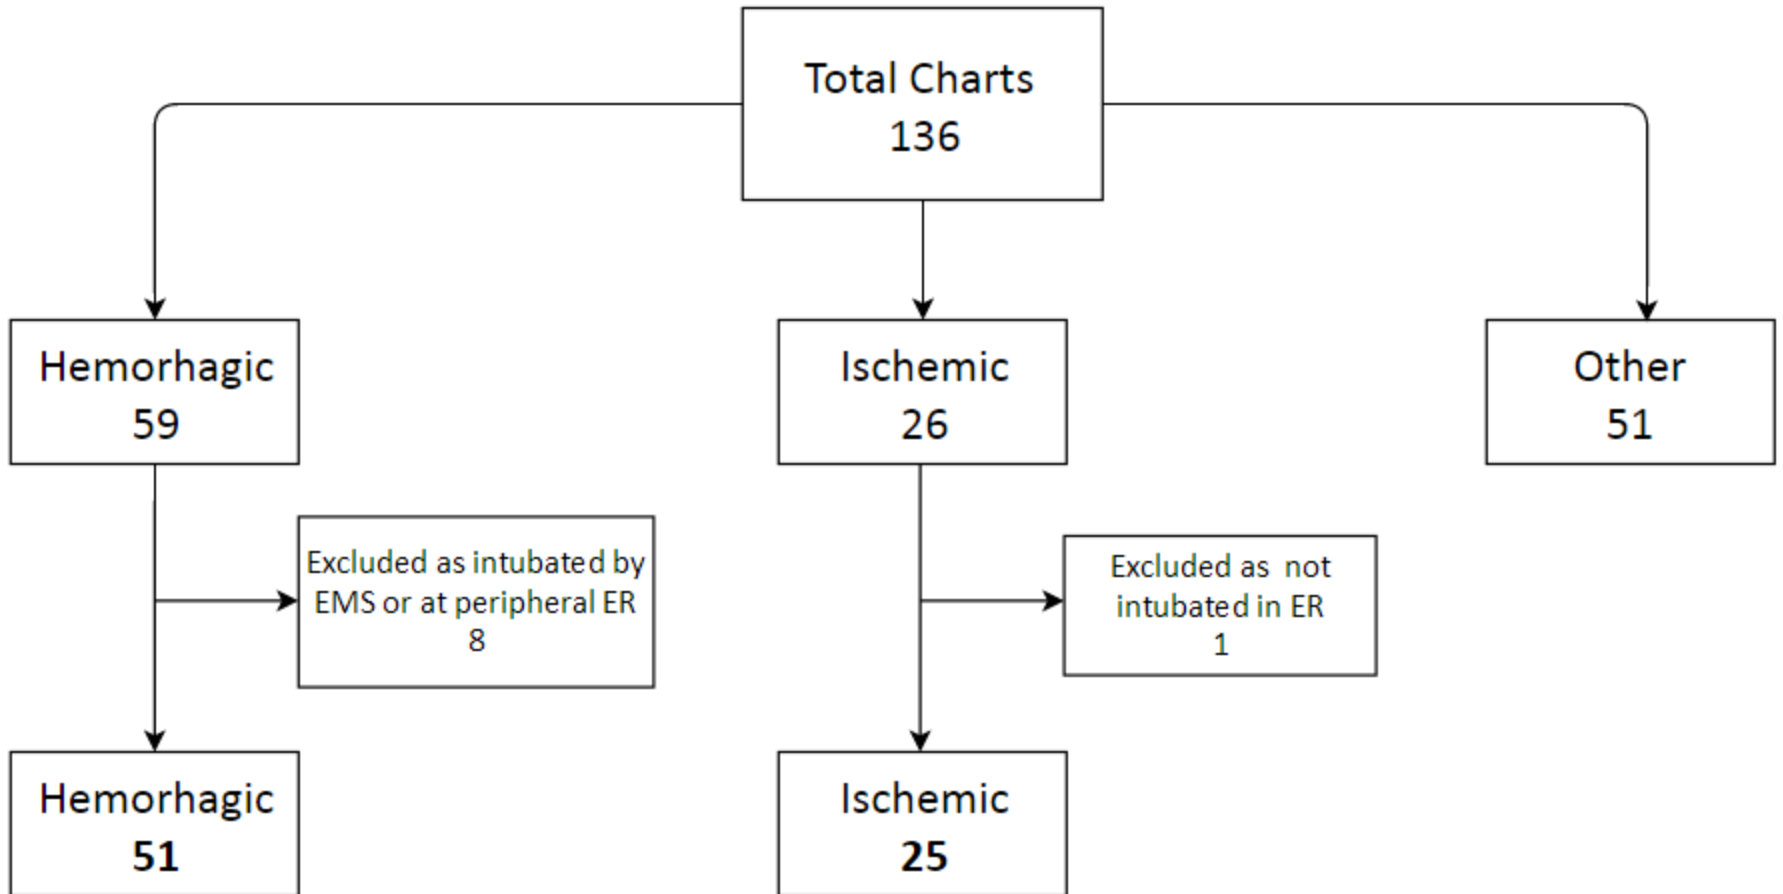 Total Charts
136
Hemorhagic
59
Ischemic
26
Other
51
Excluded as intubated by
EMS or at peripheral ER
8
Excluded as not
intubated in ER
1
Hemorhagic
51
Ischemic
25